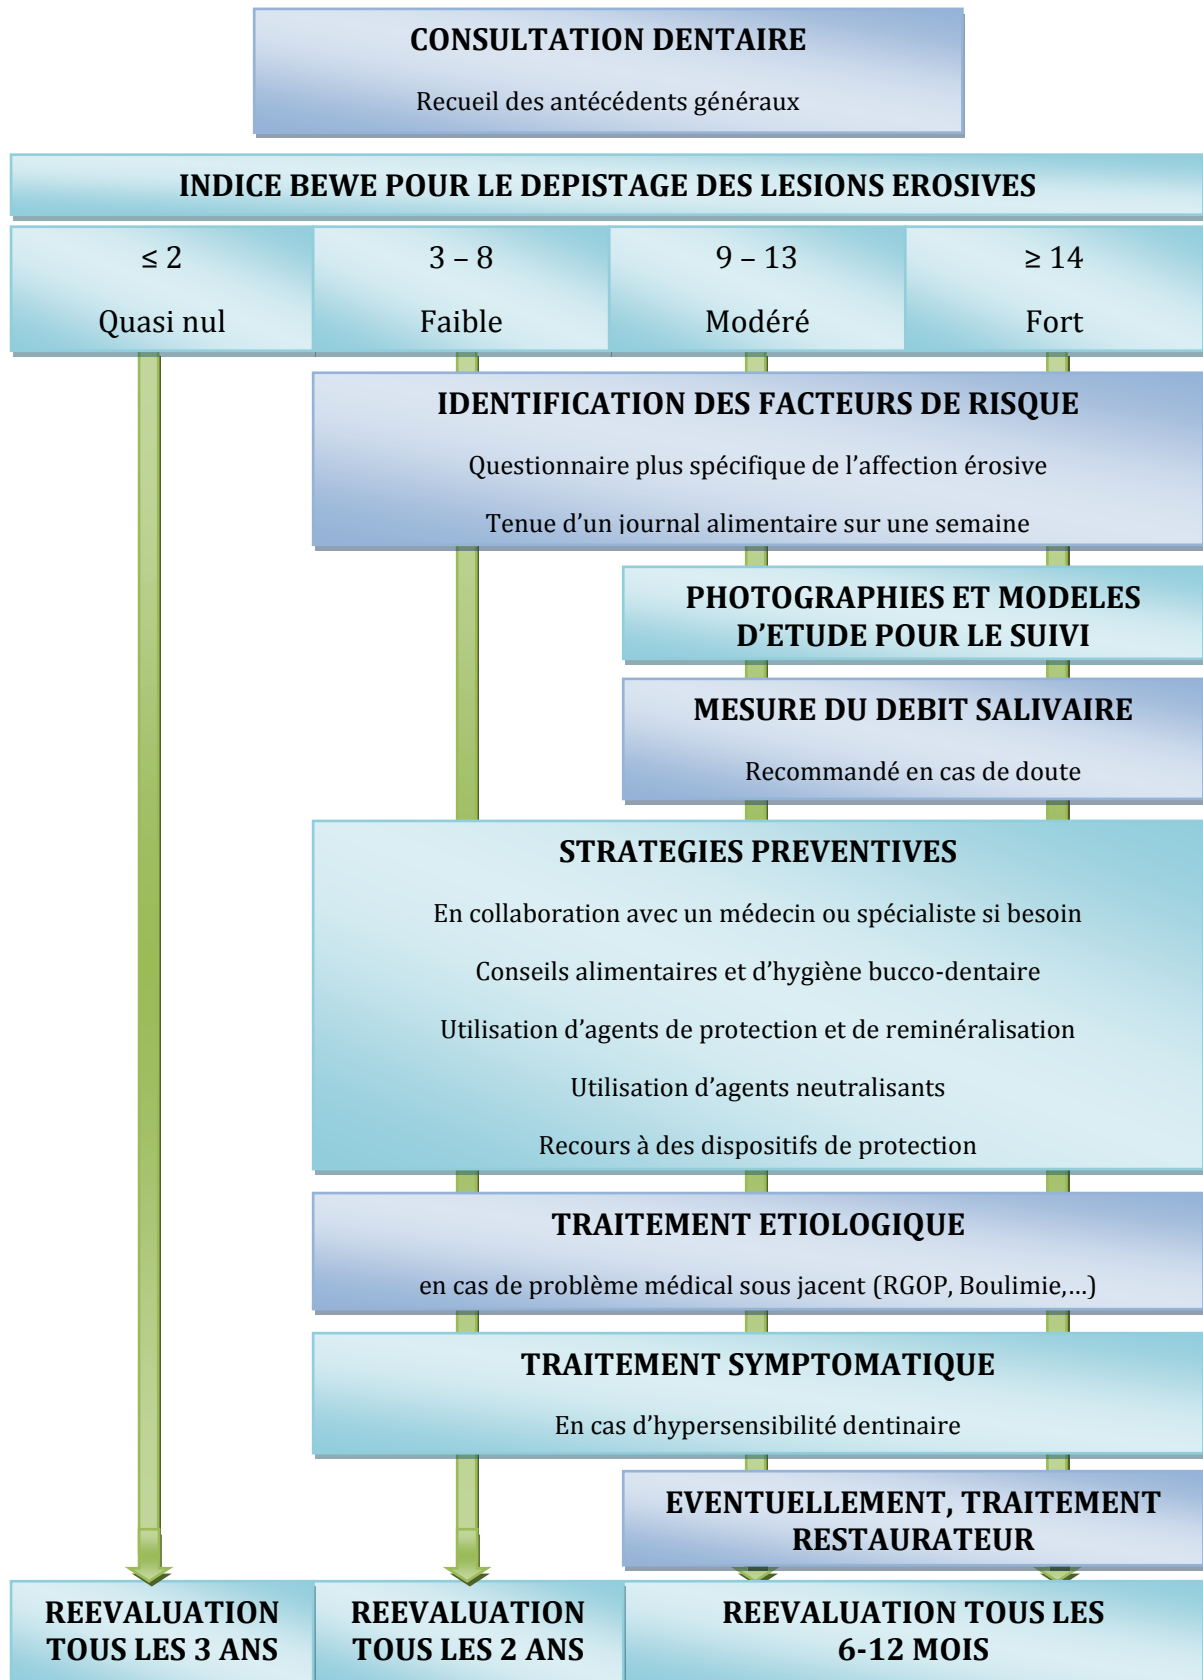 CONSULTATION DENTAIRE
Recueil des antécédents généraux
INDICE BEWE POUR LE DEPISTAGE DES LESIONS EROSIVES
≤ 2
Quasi nul
3 – 8
Faible
9 – 13
Modéré
≥ 14
Fort
IDENTIFICATION DES FACTEURS DE RISQUE
Questionnaire plus spécifique de l’affection érosive
Tenue d’un journal alimentaire sur une semaine
PHOTOGRAPHIES ET MODELES
D’ETUDE POUR LE SUIVI
MESURE DU DEBIT SALIVAIRE
Recommandé en cas de doute
STRATEGIES PREVENTIVES
En collaboration avec un médecin ou spécialiste si besoin
Conseils alimentaires et d’hygiène bucco-dentaire
Utilisation d’agents de protection et de reminéralisation
Utilisation d’agents neutralisants
Recours à des dispositifs de protection
TRAITEMENT ETIOLOGIQUE
en cas de problème médical sous jacent (RGOP, Boulimie,…)
TRAITEMENT SYMPTOMATIQUE
En cas d’hypersensibilité dentinaire
EVENTUELLEMENT, TRAITEMENT
RESTAURATEUR
REEVALUATION
TOUS LES 3 ANS
REEVALUATION
TOUS LES 2 ANS
REEVALUATION TOUS LES
6-12 MOIS